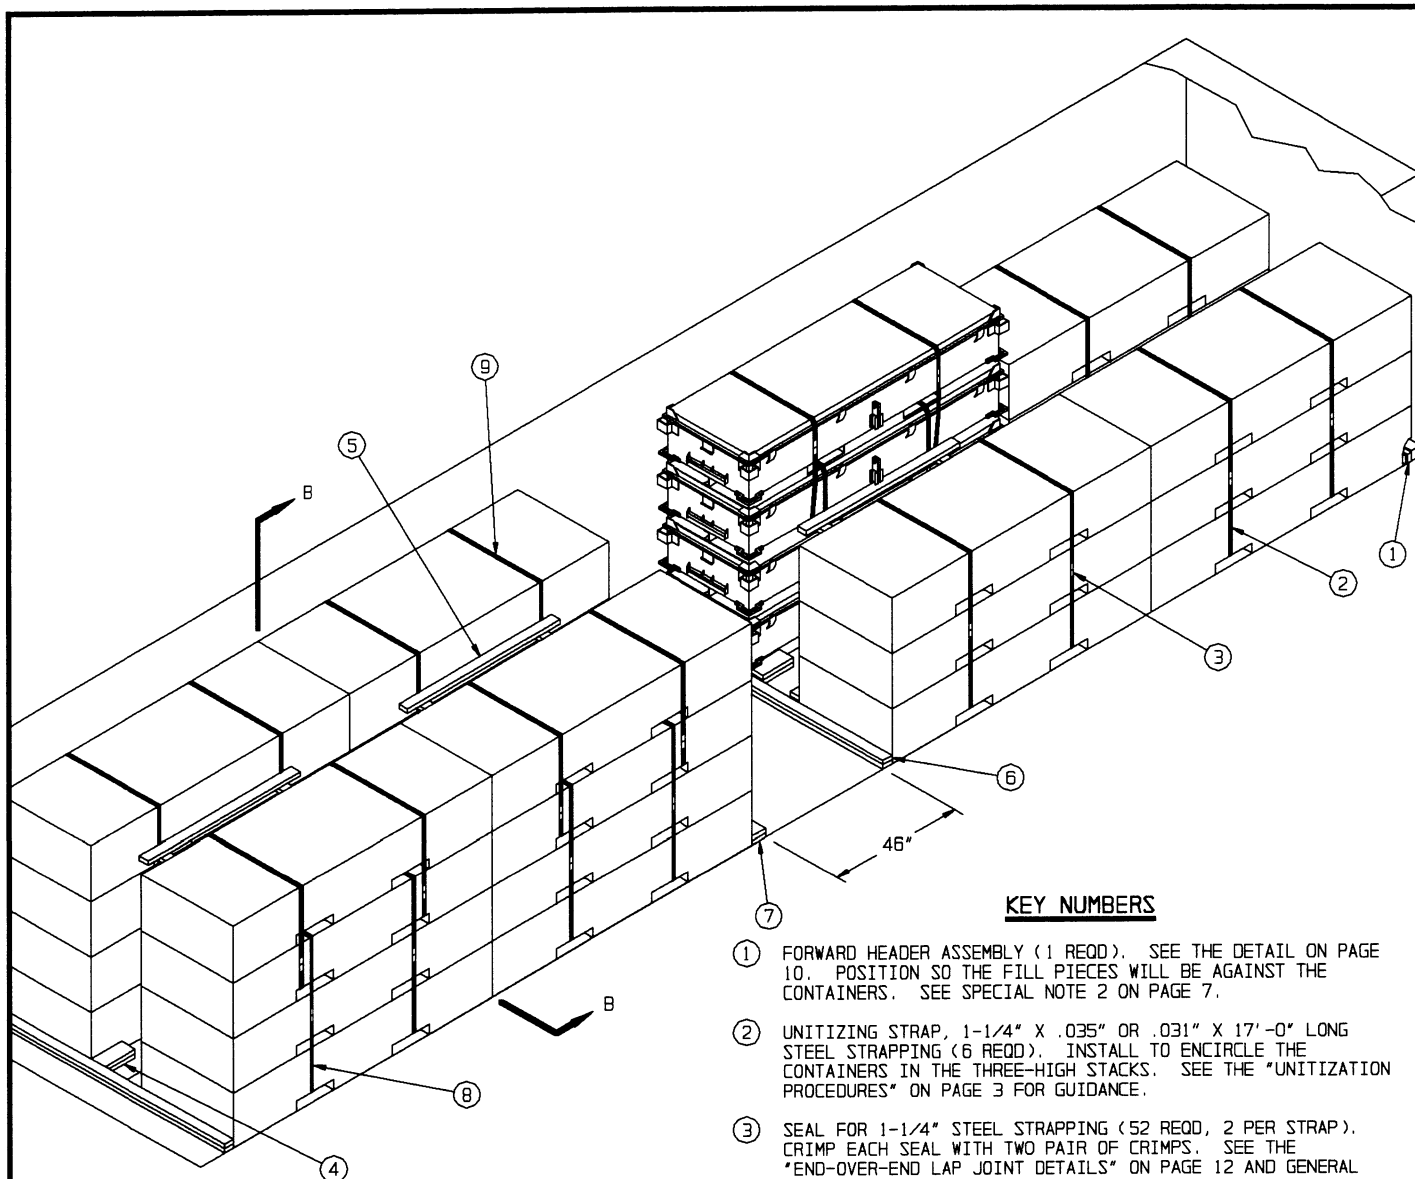 9
5
B
1
2
3
6
46"
7
B
8
4
KEY NUMBERS
1 FORWARD HEADER ASSEMBLY (1 REQD). SEE THE DETAIL ON PAGE
10. POSITION SO THE FILL PIECES WILL BE AGAINST THE
CONTAINERS. SEE SPECIAL NOTE 2 ON PAGE 7.
2 UNITIZING STRAP, 1-1/4" X .035" OR .031" X 17'-0" LONG
STEEL STRAPPING (6 REQD). INSTALL TO ENCIRCLE THE
CONTAINERS IN THE THREE-HIGH STACKS. SEE THE "UNITIZATION
PROCEDURES" ON PAGE 3 FOR GUIDANCE.
3 SEAL FOR 1-1/4" STEEL STRAPPING (52 REQD, 2 PER STRAP).
CRIMP EACH SEAL WITH TWO PAIR OF CRIMPS. SEE THE
"END-OVER-END LAP JOINT DETAILS" ON PAGE 12 AND GENERAL